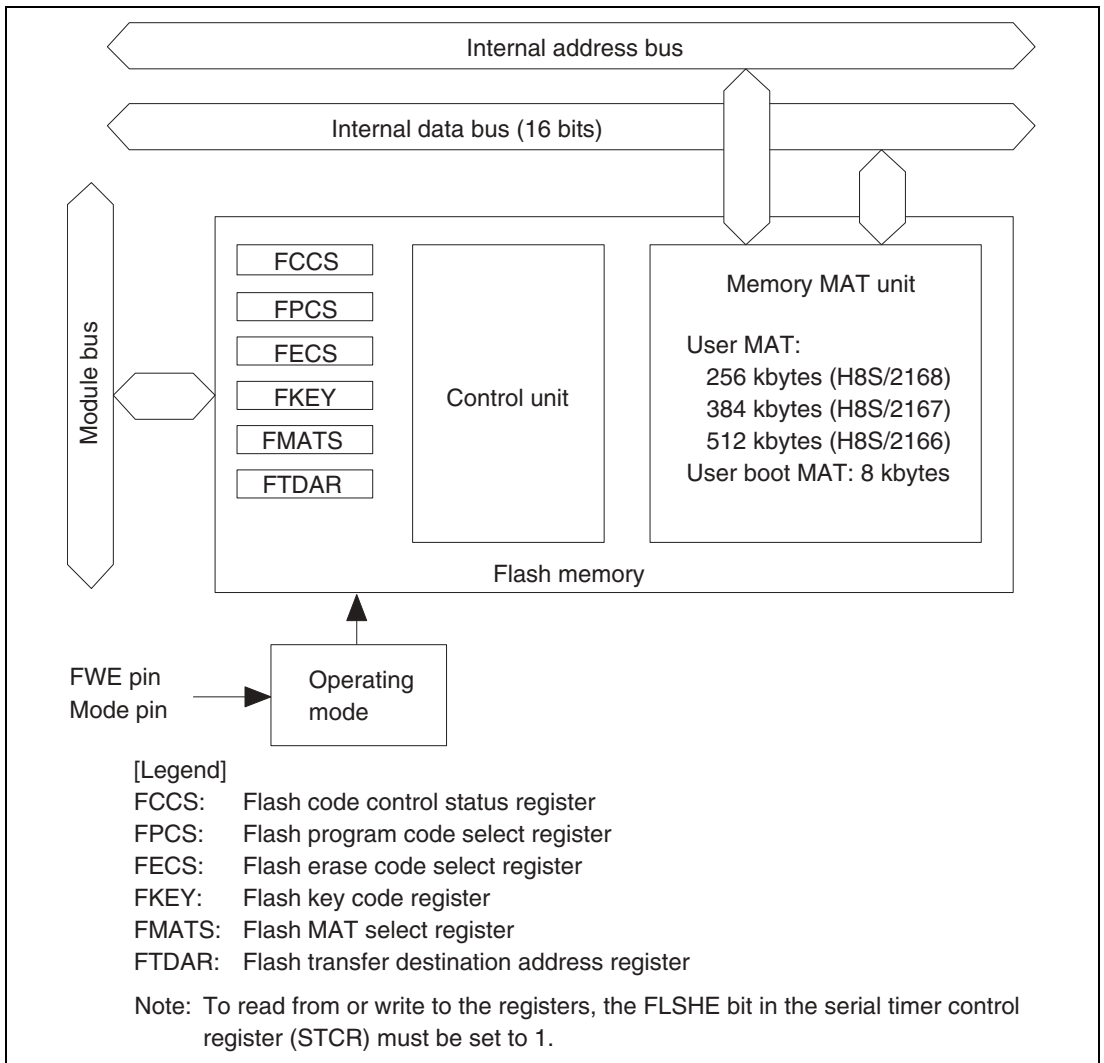 Internal address bus
Internal data bus (16 bits)
Module bus
FCCS
FPCS
FECS
FKEY
FMATS
FTDAR
Control unit
Memory MAT unit
User MAT:
256 kbytes (H8S/2168)
384 kbytes (H8S/2167)
512 kbytes (H8S/2166)
User boot MAT: 8 kbytes
Flash memory
FWE pin
Mode pin
Operating
mode
[Legend]
FCCS: Flash code control status register
FPCS: Flash program code select register
FECS: Flash erase code select register
FKEY: Flash key code register
FMATS: Flash MAT select register
FTDAR: Flash transfer destination address register
Note: To read from or write to the registers, the FLSHE bit in the serial timer control
register (STCR) must be set to 1.